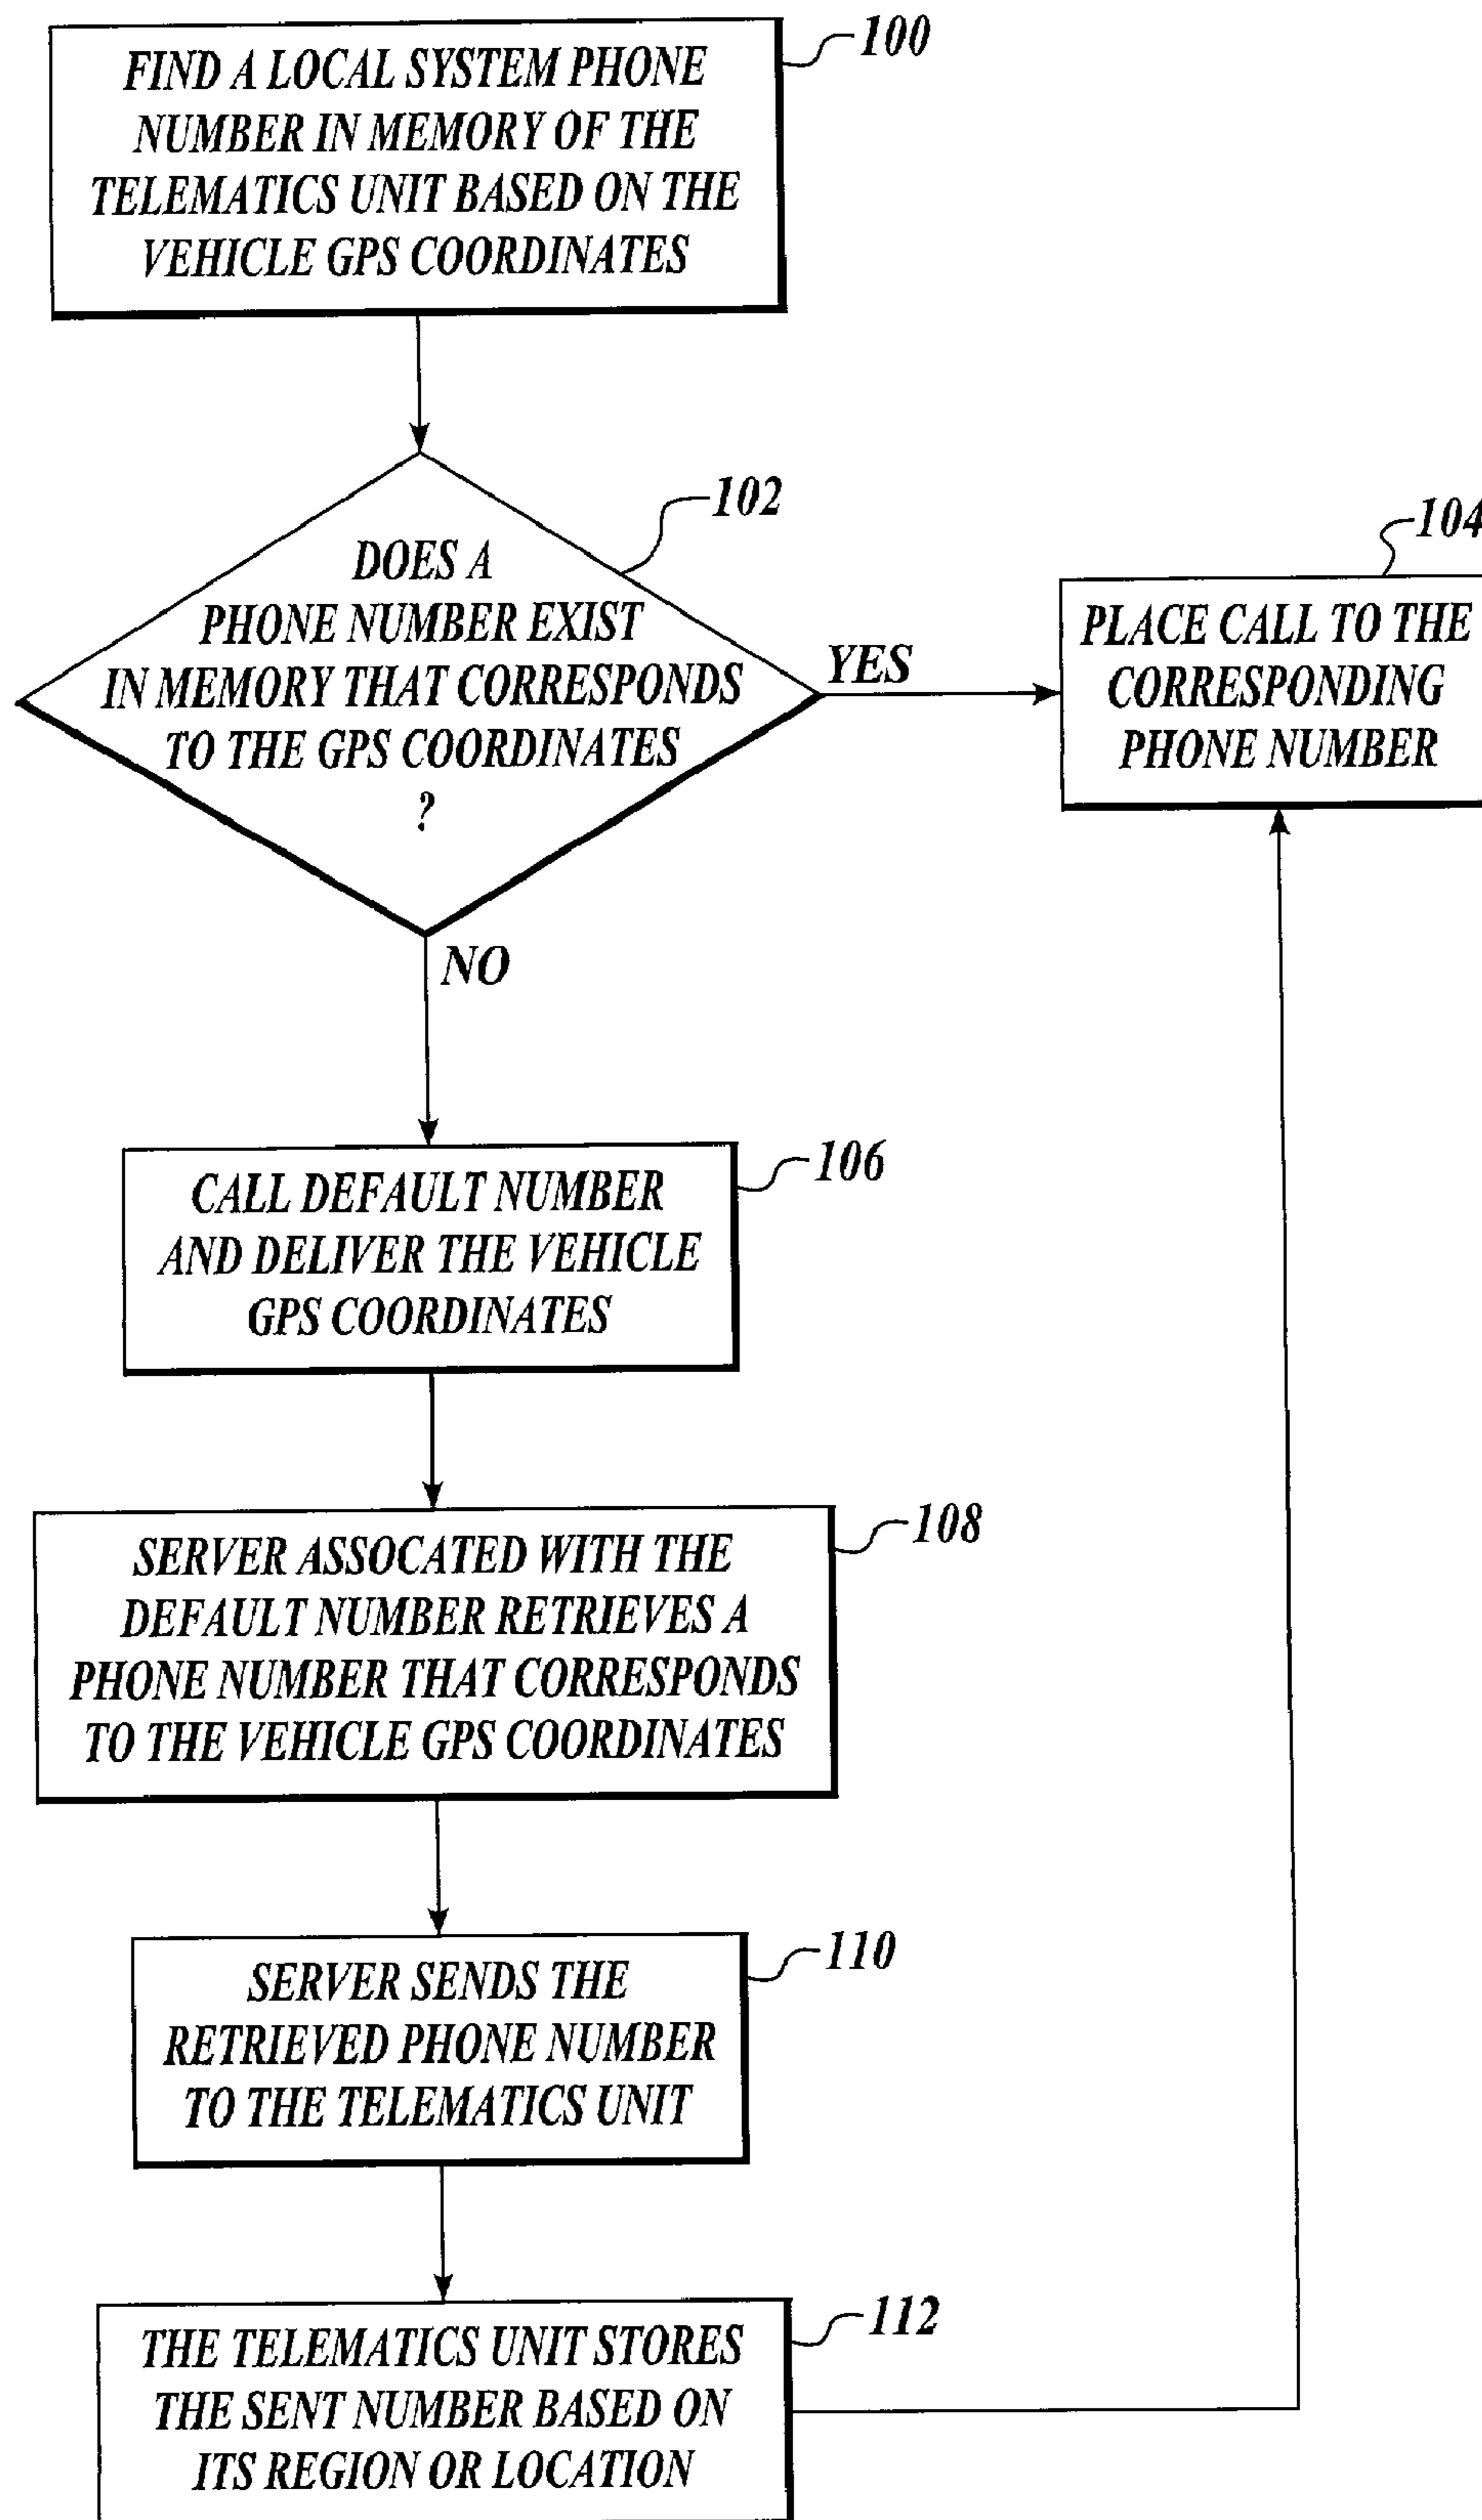 100
FIND A LOCAL SYSTEM PHONE
NUMBER IN MEMORY OF THE
TELEMATICS UNIT BASED ON THE
VEHICLE GPS COORDINATES
102
DOES A
PHONE NUMBER EXIST
IN MEMORY THAT CORRESPONDS
TO THE GPS COORDINATES
?
YES
104
PLACE CALL TO THE
CORRESPONDING
PHONE NUMBER
NO
106
CALL DEFAULT NUMBER
AND DELIVER THE VEHICLE
GPS COORDINATES
108
SERVER ASSOCATED WITH THE
DEFAULT NUMBER RETRIEVES A
PHONE NUMBER THAT CORRESPONDS
TO THE VEHICLE GPS COORDINATES
110
SERVER SENDS THE
RETRIEVED PHONE NUMBER
TO THE TELEMATICS UNIT
112
THE TELEMATICS UNIT STORES
THE SENT NUMBER BASED ON
ITS REGION OR LOCATION